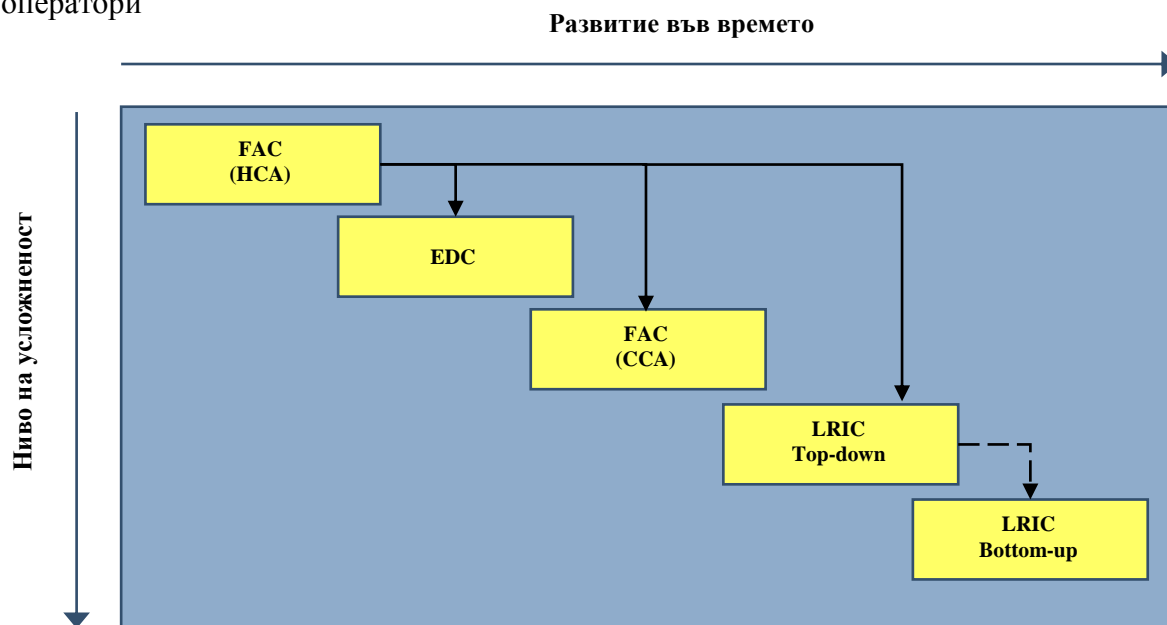 оператори
Развитие във времето
Ниво на усложненост
FAC
(HCA)
EDC
FAC
(CCA)
LRIC
Top-down
LRIC
Bottom-up